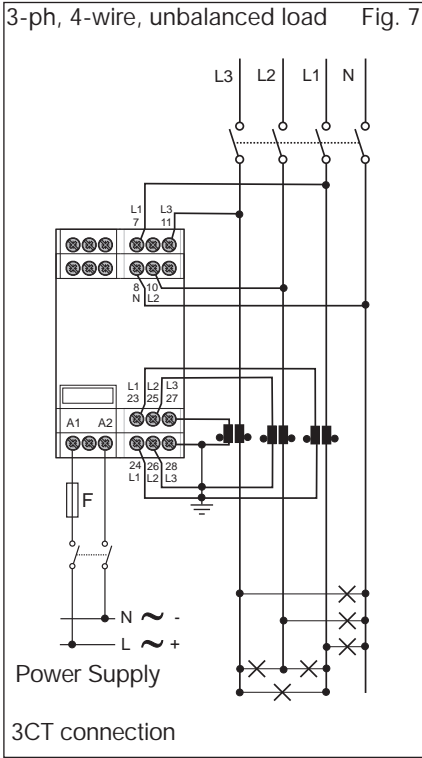 3-ph, 4-wire, unbalanced load Fig. 7
L3 L2 L1 N
L1 L3
7 11
8 10
N L2
L1 L2 L3
23 25 27
A1 A2
24 26 28
L1 L2 L3
F
N ~ -
L ~ +
Power Supply
3CT connection